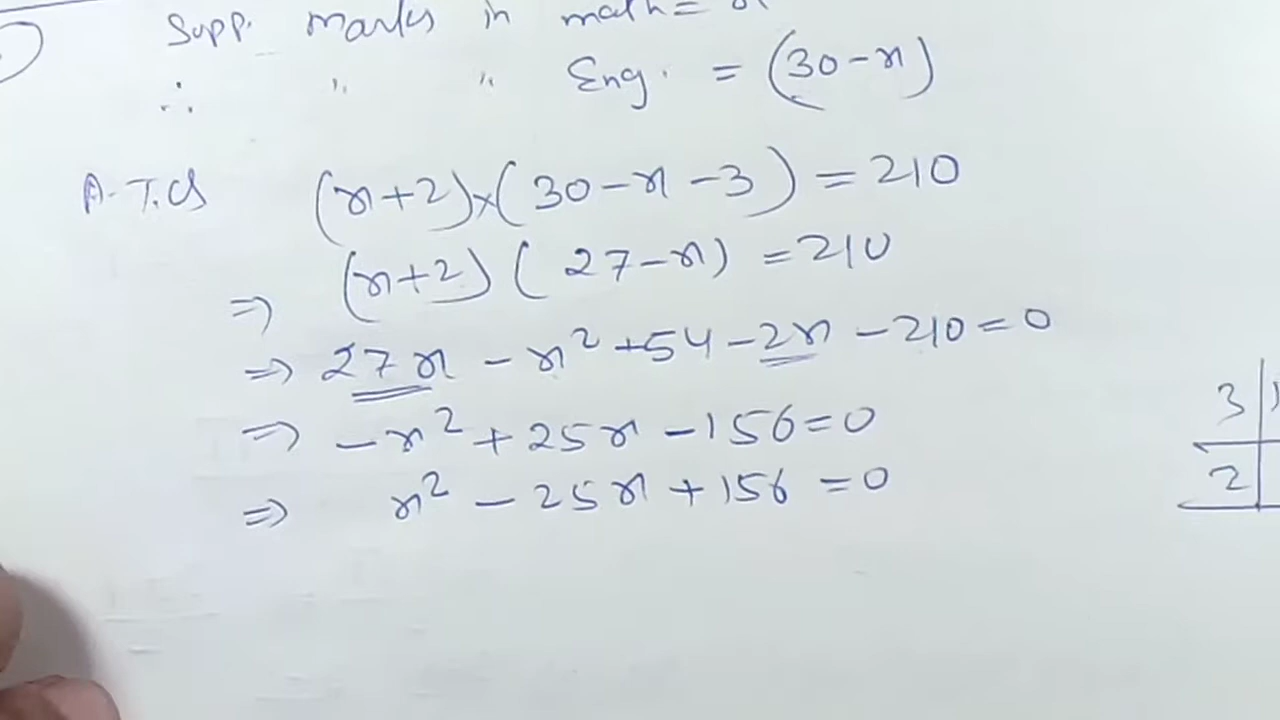 Supp. marks in math =
∴ " " Eng. = (30-x)
A.T.Q (x+2)×(30-x-3) = 210
⇒ (x+2)(27-x) = 210
⇒ 27x - x² + 54 - 2x - 210 = 0
⇒ -x² + 25x - 156 = 0
⇒ x² - 25x + 156 = 0
3
2